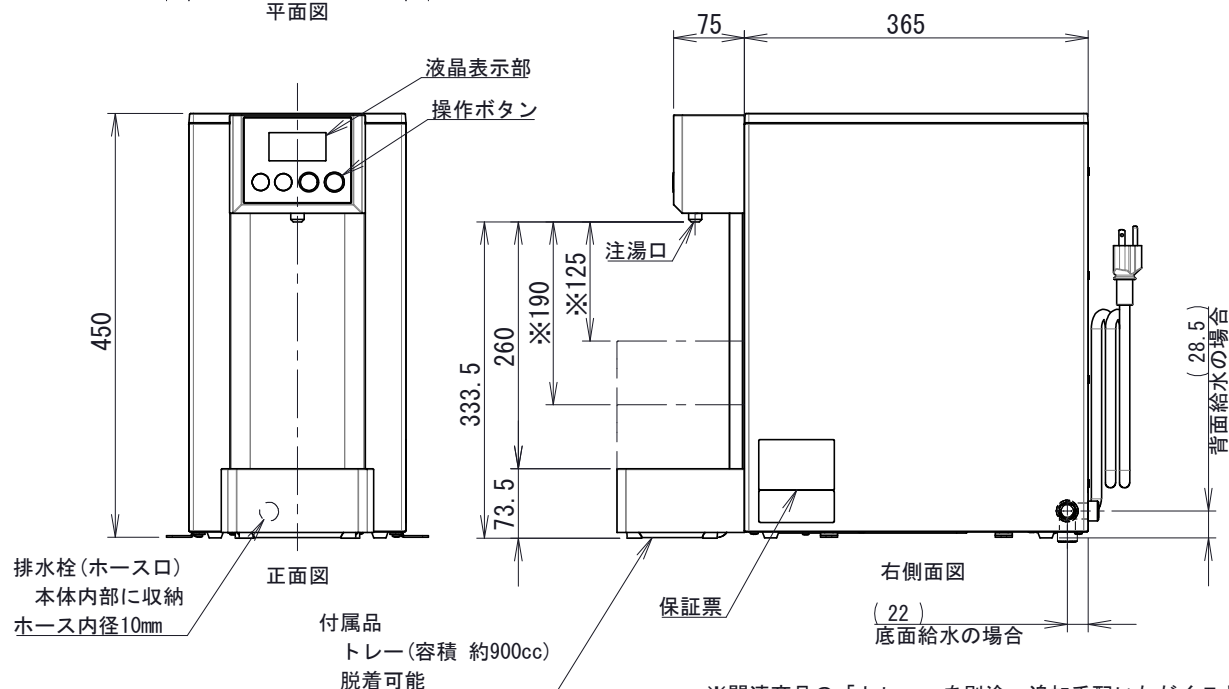 平面図
75
365
液晶表示部
操作ボタン
450
注湯口
※125
※190
260
333.5
73.5
(28.5)
背面給水の場合
排水栓(ホース口)
本体内部に収納
ホース内径10mm
正面図
右側面図
保証票
(22)
底面給水の場合
付属品
トレー(容積 約900cc)
脱着可能